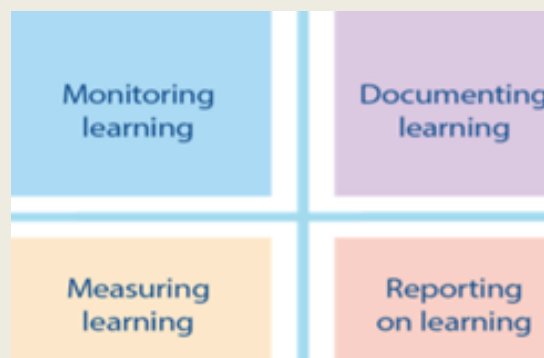 Monitoring
learning
Documenting
learning
Measuring
learning
Reporting
on learning